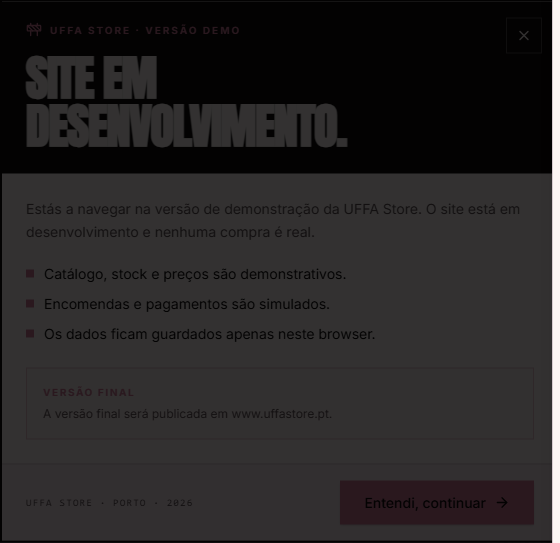 UFFA STORE · VERSÃO DEMO
SITE EM
DESENVOLVIMENTO.
Estás a navegar na versão de demonstração da UFFA Store. O site está em
desenvolvimento e nenhuma compra é real.
Catálogo, stock e preços são demonstrativos.
Encomendas e pagamentos são simulados.
Os dados ficam guardados apenas neste browser.
VERSÃO FINAL
A versão final será publicada em www.uffastore.pt.
UFFA STORE · PORTO · 2026
Entendi, continuar →